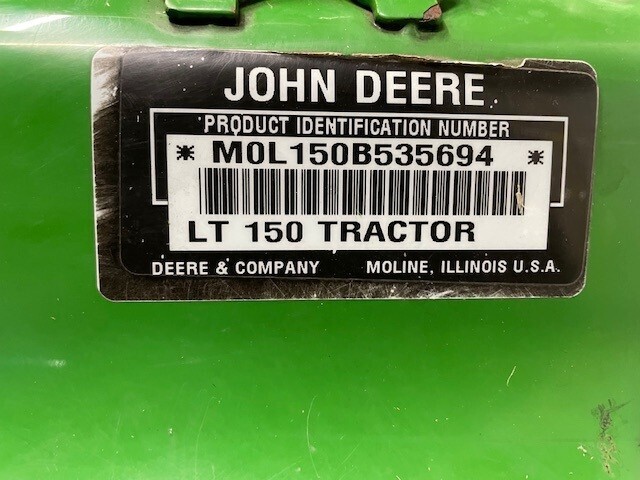 JOHN DEERE
PRODUCT IDENTIFICATION NUMBER
* M0L150B535694 *
LT 150 TRACTOR
DEERE & COMPANY MOLINE, ILLINOIS U.S.A.